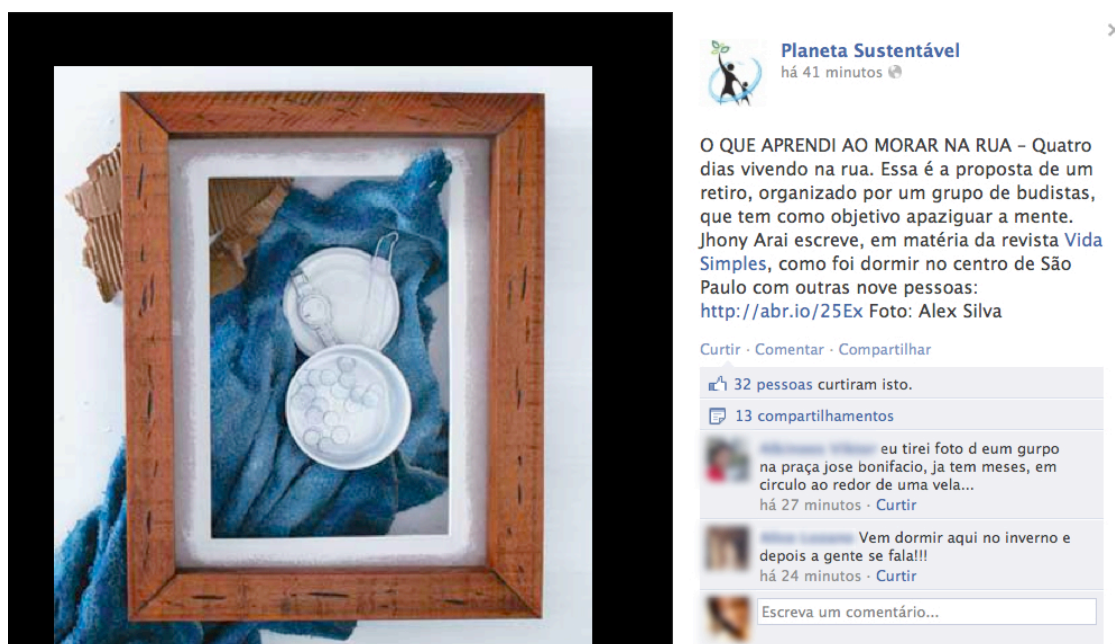 Planeta Sustentável
há 41 minutos
O QUE APRENDI AO MORAR NA RUA – Quatro
dias vivendo na rua. Essa é a proposta de um
retiro, organizado por um grupo de budistas,
que tem como objetivo apaziguar a mente.
Jhony Arai escreve, em matéria da revista Vida
Simples, como foi dormir no centro de São
Paulo com outras nove pessoas:
http://abr.io/25Ex Foto: Alex Silva
Curtir · Comentar · Compartilhar
32 pessoas curtiram isto.
13 compartilhamentos
eu tirei foto d eum gurpo
na praça jose bonifacio, ja tem meses, em
circulo ao redor de uma vela...
há 27 minutos · Curtir
Vem dormir aqui no inverno e
depois a gente se fala!!!
há 24 minutos · Curtir
Escreva um comentário...